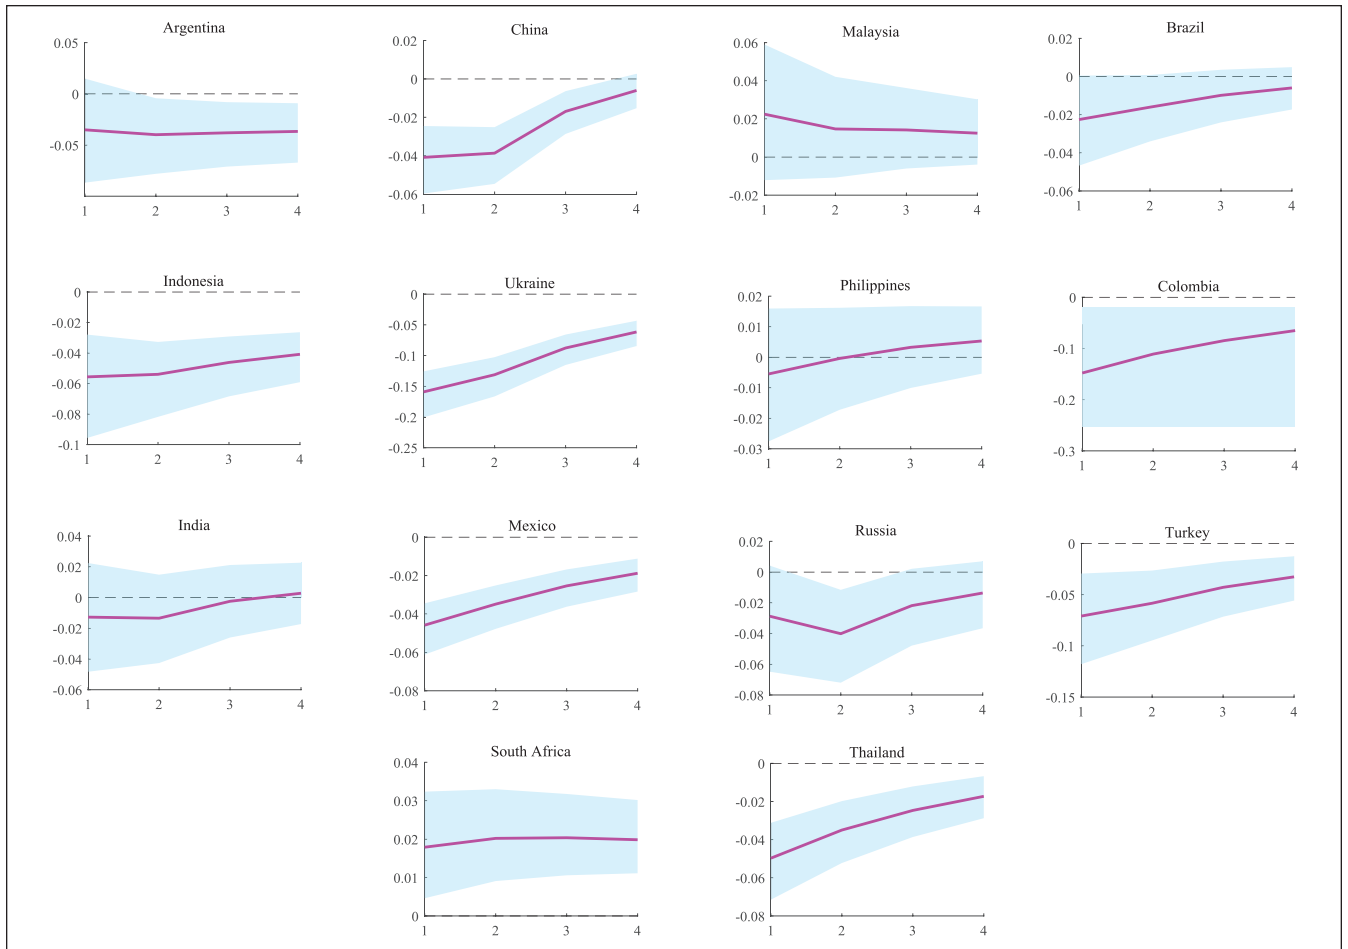 Argentina
0.05
0
-0.05
1 2 3 4
China
0.02
0
-0.02
-0.04
-0.06
1 2 3 4
Malaysia
0.06
0.04
0.02
0
-0.02
1 2 3 4
Brazil
0.02
0
-0.02
-0.04
-0.06
1 2 3 4
Indonesia
0
-0.02
-0.04
-0.06
-0.08
-0.1
1 2 3 4
Ukraine
0
-0.05
-0.1
-0.15
-0.2
-0.25
1 2 3 4
Philippines
0.02
0.01
0
-0.01
-0.02
-0.03
1 2 3 4
Colombia
0
-0.1
-0.2
-0.3
1 2 3 4
India
0.04
0.02
0
-0.02
-0.04
-0.06
1 2 3 4
Mexico
0
-0.02
-0.04
-0.06
-0.08
1 2 3 4
Russia
0.02
0
-0.02
-0.04
-0.06
-0.08
1 2 3 4
Turkey
0
-0.05
-0.1
-0.15
1 2 3 4
South Africa
0.04
0.03
0.02
0.01
0
1 2 3 4
Thailand
0
-0.02
-0.04
-0.06
-0.08
1 2 3 4